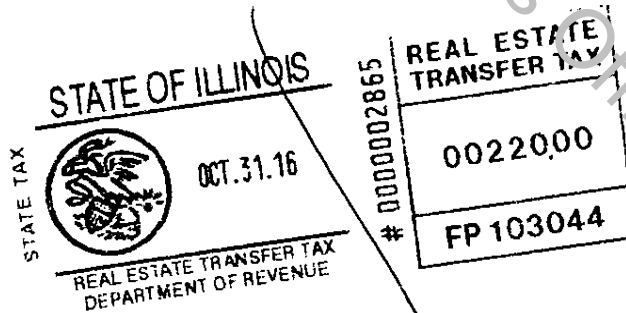 STATE OF ILLINOIS
STATE TAX
OCT.31.16
REAL ESTATE TRANSFER TAX
DEPARTMENT OF REVENUE
# 0000002865
REAL ESTATE
TRANSFER TAX
0022000
FP 103044